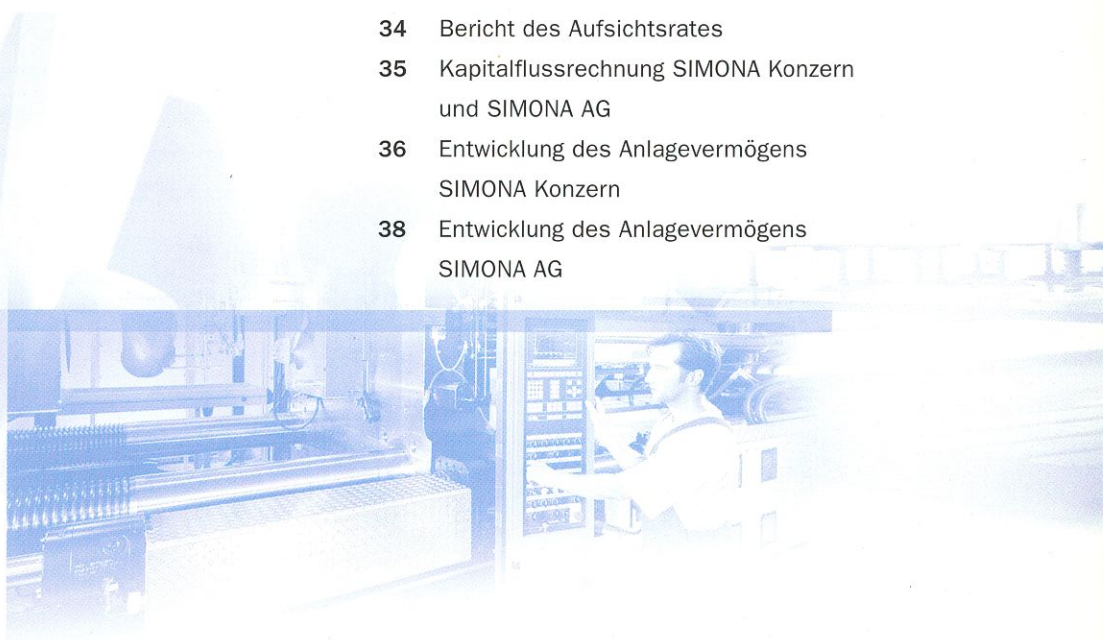 34 Bericht des Aufsichtsrates
35 Kapitalflussrechnung SIMONA Konzern
und SIMONA AG
36 Entwicklung des Anlagevermögens
SIMONA Konzern
38 Entwicklung des Anlagevermögens
SIMONA AG